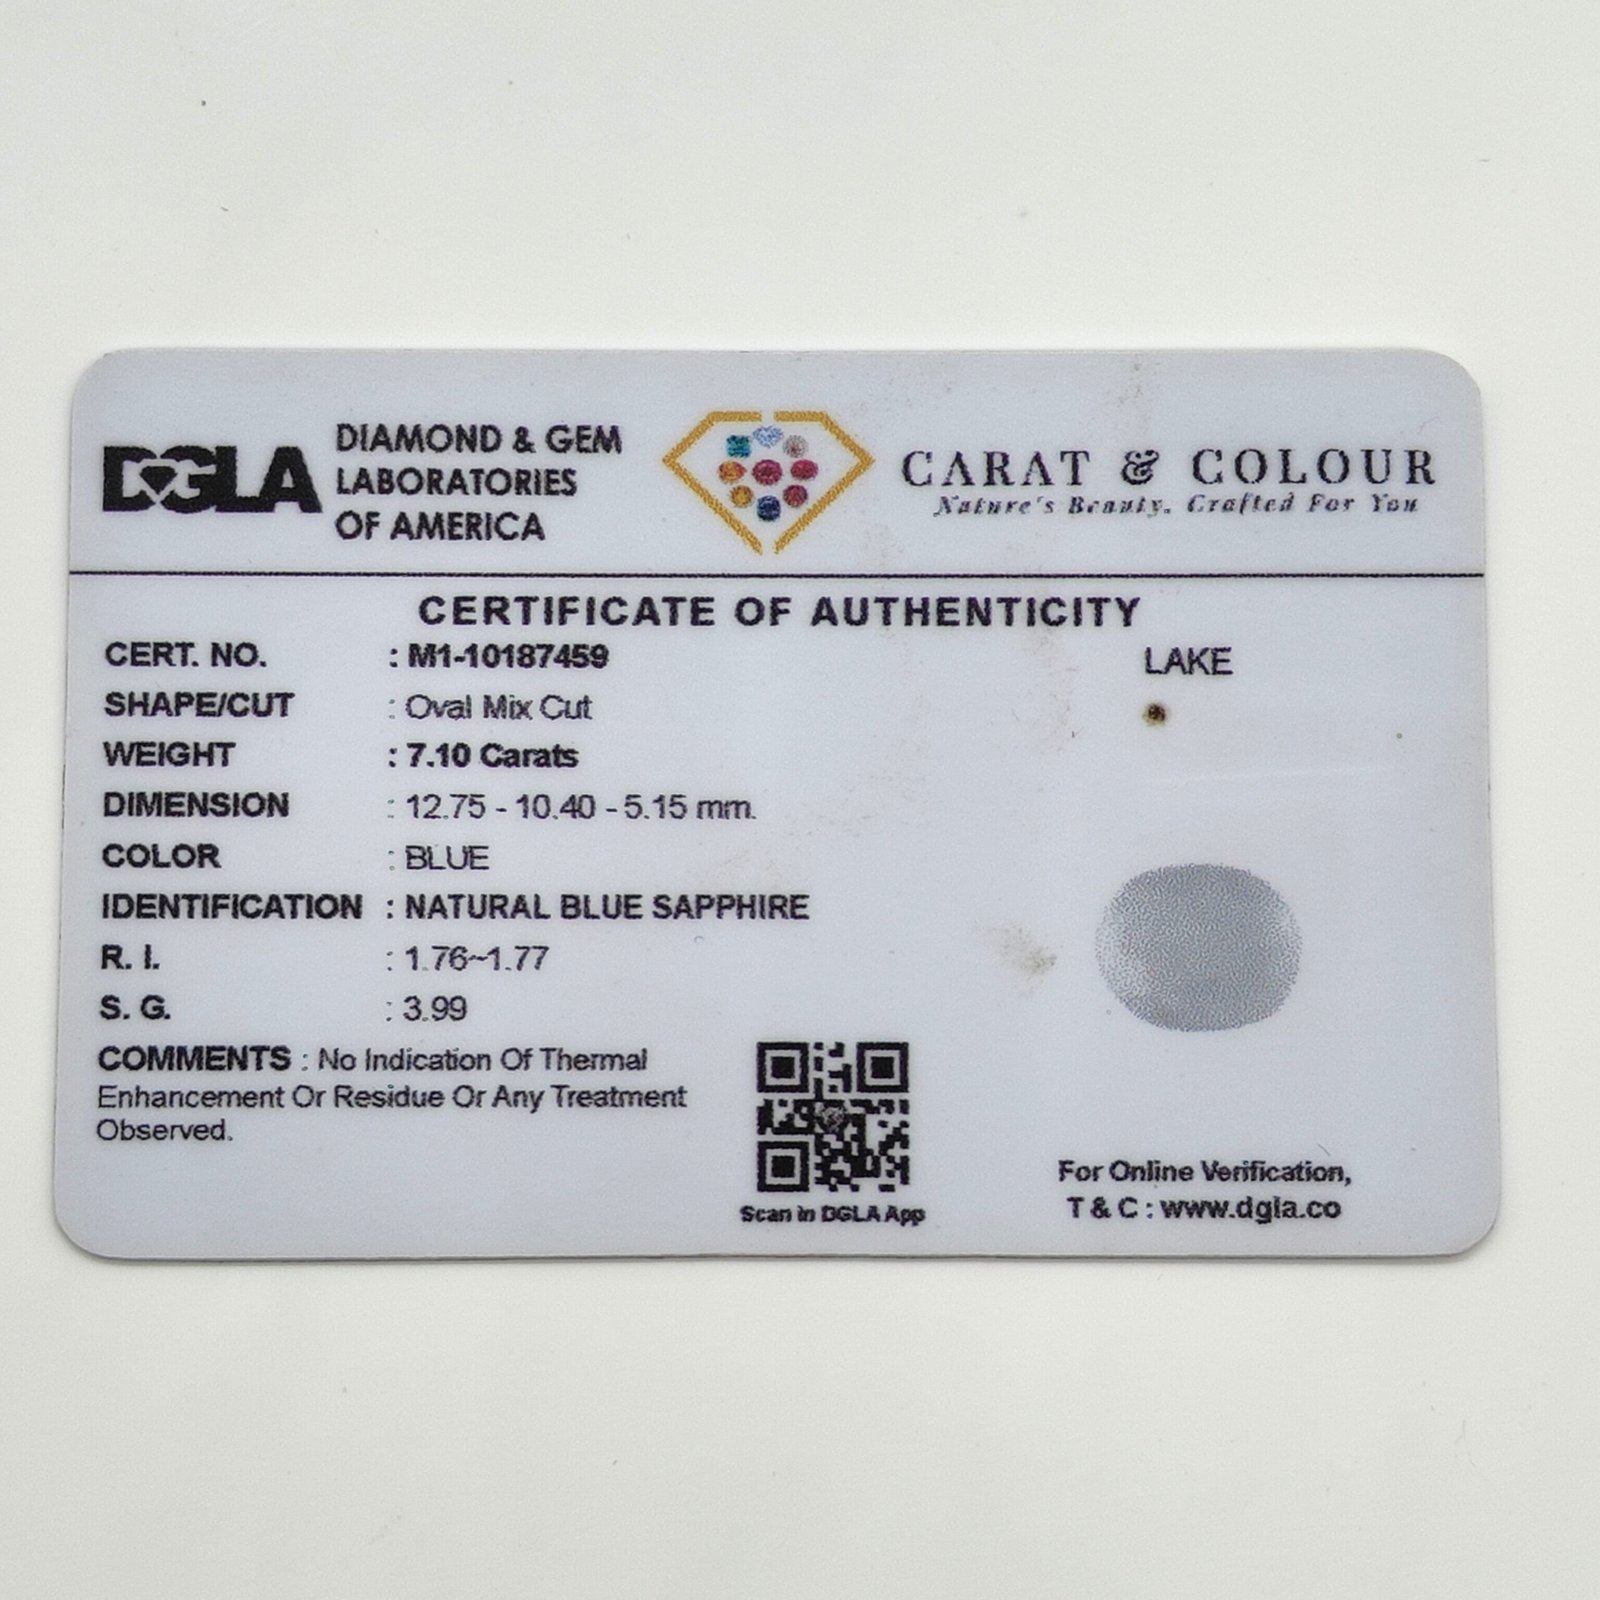 DGLA
DIAMOND & GEM
LABORATORIES
OF AMERICA
CARAT & COLOUR
Nature's Beauty. Crafted For You
CERTIFICATE OF AUTHENTICITY
CERT. NO. : M1-10187459
LAKE
SHAPE/CUT : Oval Mix Cut
WEIGHT : 7.10 Carats
DIMENSION : 12.75 - 10.40 - 5.15 mm.
COLOR : BLUE
IDENTIFICATION : NATURAL BLUE SAPPHIRE
R. I. : 1.76~1.77
S. G. : 3.99
COMMENTS : No Indication Of Thermal
Enhancement Or Residue Or Any Treatment
Observed.
Scan in DGLA App
For Online Verification,
T & C : www.dgla.co